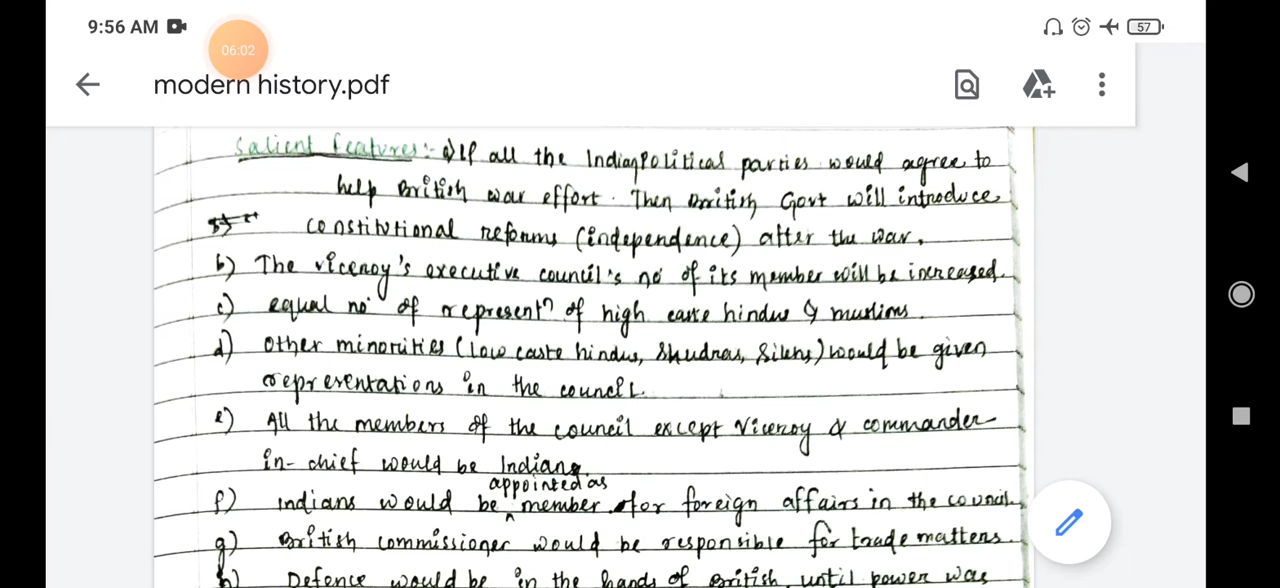 9:56 AM
57
06:02
modern history.pdf
Salient features:- a) If all the Indian political parties would agree to
help British war effort. Then British Govt will introduce
constitutional reforms (independence) after the war.
b) The viceroy's executive council's no of its member will be increased.
c) equal no of representn of high caste hindus & muslims.
d) Other minorities (low caste hindus, Shudras, Sikhs) would be given
representations in the council.
e) All the members of the council except Viceroy & commander
in-chief would be Indians.
appointed as
f) Indians would be ^ member for foreign affairs in the council.
g) British commissioner would be responsible for trade matters.
h) Defence would be in the hands of British until power was